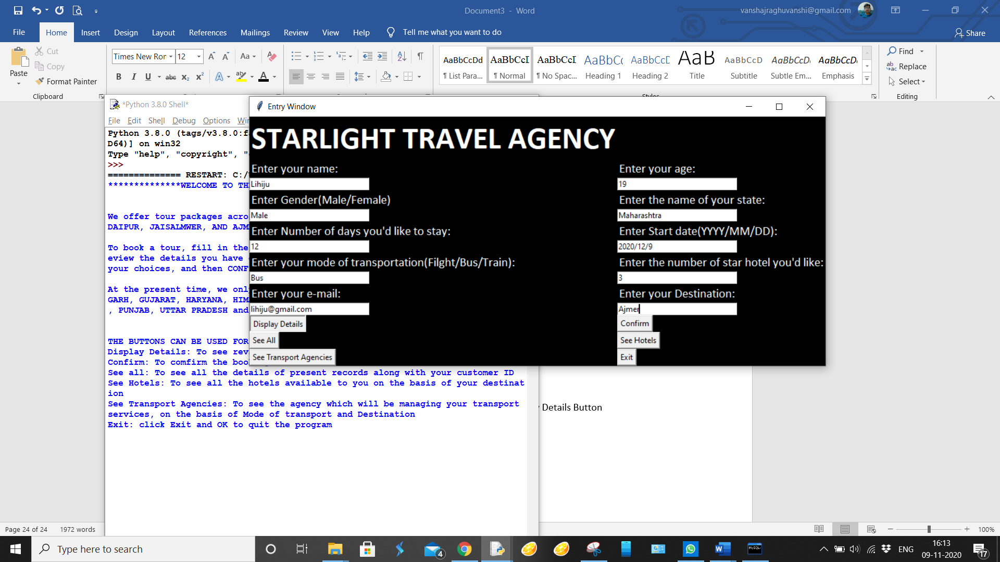 Document3 - Word
vanshajraghuvanshi@gmail.com
File Home Insert Design Layout References Mailings Review View Help Tell me what you want to do
Share
Paste
Cut
Copy
Format Painter
Clipboard
Times New Ror 12
AaBbCcDd AaBbCcI AaBbCcI AaBbCc AaBbCcD AaB AaBbCcD AaBbCcD AaBbCcD
¶ List Para... ¶ Normal ¶ No Spac... Heading 1 Heading 2 Title Subtitle Subtle Em... Emphasis
Find
Replace
Select
Editing
*Python 3.8.0 Shell*
File Edit Shell Debug Options
Python 3.8.0 (tags/v3.8.0:f
D64)] on win32
Type "help", "copyright", "
>>>
============== RESTART: C:/
**************WELCOME TO TH
We offer tour packages acro
DAIPUR, JAISALMWER, AND AJM
To book a tour, fill in the
eview the details you have
your choices, and then CONF
At the present time, we onl
GARH, GUJARAT, HARYANA, HIM
, PUNJAB, UTTAR PRADESH and
THE BUTTONS CAN BE USED FOR
Display Details: To see rev
Confirm: To comfirm the boo
See all: To see all the details of present records along with your customer ID
See Hotels: To see all the hotels available to you on the basis of your destinat
ion
See Transport Agencies: To see the agency which will be managing your transport
services, on the basis of Mode of transport and Destination
Exit: click Exit and OK to quit the program
Entry Window
STARLIGHT TRAVEL AGENCY
Enter your name: Enter your age:
Lihiju 19
Enter Gender(Male/Female) Enter the name of your state:
Male Maharashtra
Enter Number of days you'd like to stay: Enter Start date(YYYY/MM/DD):
12 2020/12/9
Enter your mode of transportation(Filght/Bus/Train): Enter the number of star hotel you'd like:
Bus 3
Enter your e-mail: Enter your Destination:
lihiju@gmail.com Ajmer
Display Details Confirm
See All See Hotels
See Transport Agencies Exit
Details Button
Page 24 of 24 1972 words
100%
Type here to search
4
MySQL
ENG
16:13
09-11-2020
17